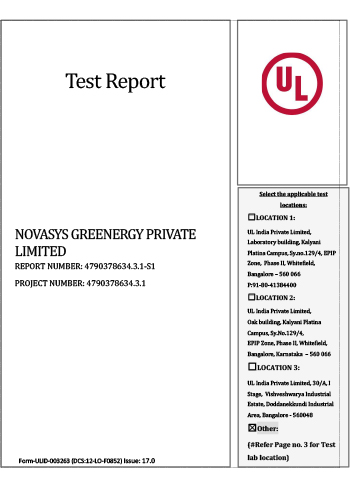 Test Report
NOVASYS GREENERGY PRIVATE
LIMITED
REPORT NUMBER: 4790378634.3.1-S1
PROJECT NUMBER: 4790378634.3.1
Form-ULID-003263 (DCS:12-LO-F0852) Issue: 17.0
UL
Select the applicable test
locations:
☐LOCATION 1:
UL India Private Limited,
Laboratory building, Kalyani
Platina Campus, Sy.no.129/4, EPIP
Zone, Phase II, Whitefield,
Bangalore – 560 066
P:91-80-41384400
☐LOCATION 2:
UL India Private Limited,
Oak building, Kalyani Platina
Campus, Sy.No.129/4,
EPIP Zone, Phase II, Whitefield,
Bangalore, Karnataka – 560 066
☐LOCATION 3:
UL India Private Limited, 30/A, I
Stage, Vishveshwarya Industrial
Estate, Doddanekkundi Industrial
Area, Bangalore - 560048
☒Other:
(#Refer Page no. 3 for Test
lab location)